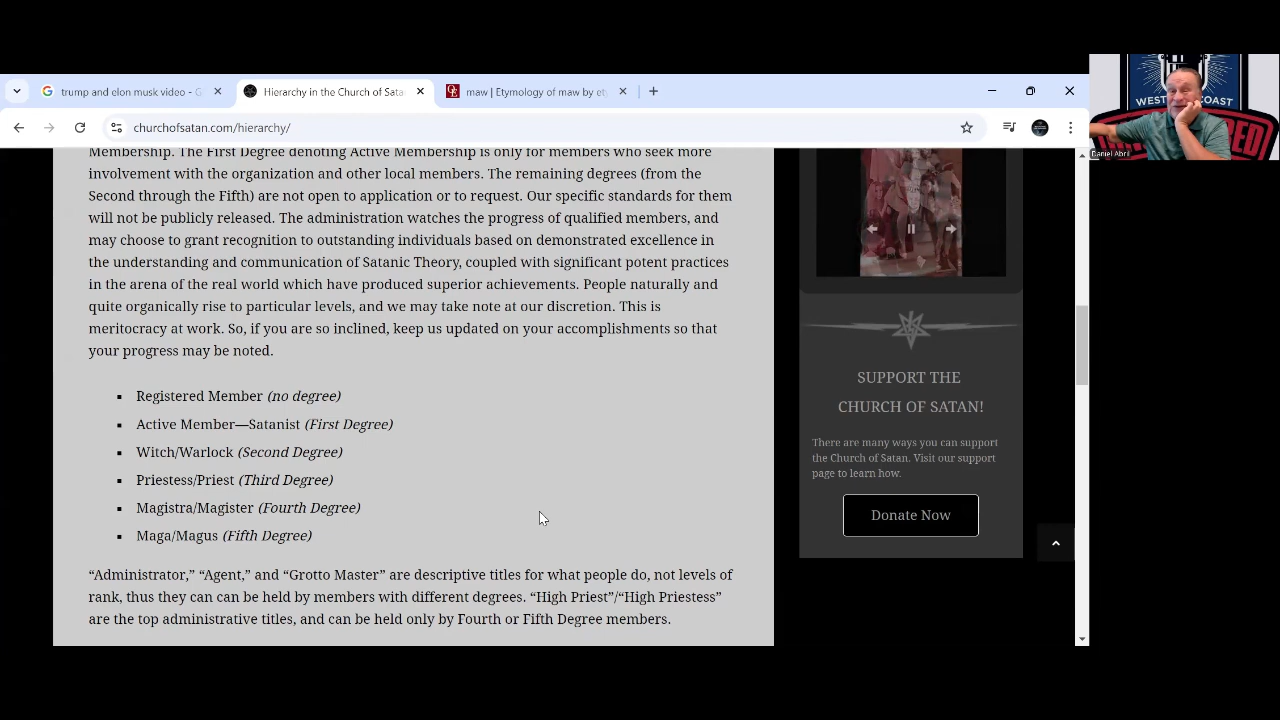 trump and elon musk video - G
Hierarchy in the Church of Sata
maw | Etymology of maw by ety
churchofsatan.com/hierarchy/
WEST COAST
Daniel Abril
Membership. The First Degree denoting Active Membership is only for members who seek more
involvement with the organization and other local members. The remaining degrees (from the
Second through the Fifth) are not open to application or to request. Our specific standards for them
will not be publicly released. The administration watches the progress of qualified members, and
may choose to grant recognition to outstanding individuals based on demonstrated excellence in
the understanding and communication of Satanic Theory, coupled with significant potent practices
in the arena of the real world which have produced superior achievements. People naturally and
quite organically rise to particular levels, and we may take note at our discretion. This is
meritocracy at work. So, if you are so inclined, keep us updated on your accomplishments so that
your progress may be noted.
Registered Member (no degree)
Active Member—Satanist (First Degree)
Witch/Warlock (Second Degree)
Priestess/Priest (Third Degree)
Magistra/Magister (Fourth Degree)
Maga/Magus (Fifth Degree)
“Administrator,” “Agent,” and “Grotto Master” are descriptive titles for what people do, not levels of
rank, thus they can can be held by members with different degrees. “High Priest”/“High Priestess”
are the top administrative titles, and can be held only by Fourth or Fifth Degree members.
SUPPORT THE
CHURCH OF SATAN!
There are many ways you can support
the Church of Satan. Visit our support
page to learn how.
Donate Now